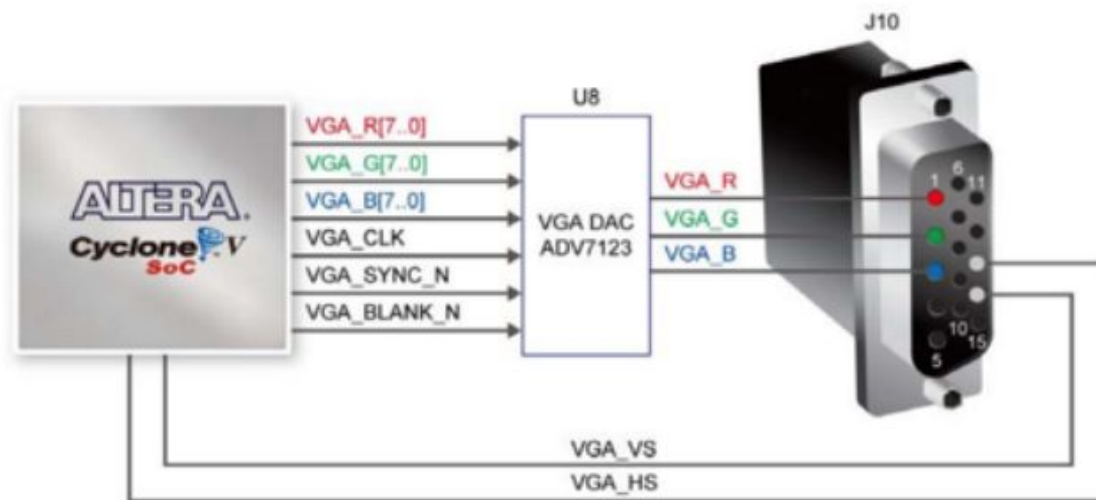 J10
U8
ALTERA®
Cyclone V
SoC
VGA_R[7..0]
VGA_G[7..0]
VGA_B[7..0]
VGA_CLK
VGA_SYNC_N
VGA_BLANK_N
VGA DAC
ADV7123
VGA_R
VGA_G
VGA_B
1
6
11
5
10
15
VGA_VS
VGA_HS